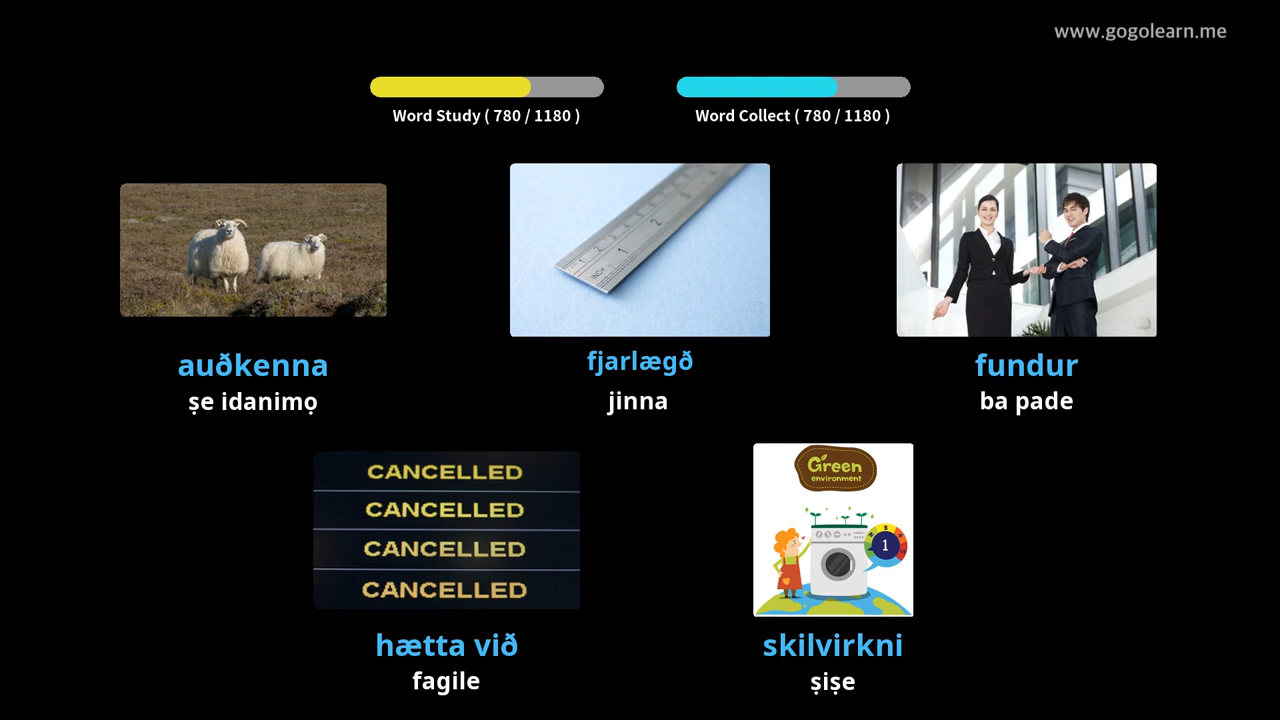 www.gogolearn.me
Word Study ( 780 / 1180 )
Word Collect ( 780 / 1180 )
auðkenna
ṣe idanimọ
fjarlægð
jinna
fundur
ba pade
CANCELLED
CANCELLED
CANCELLED
CANCELLED
hætta við
fagile
Green
environment
1
skilvirkni
ṣiṣe